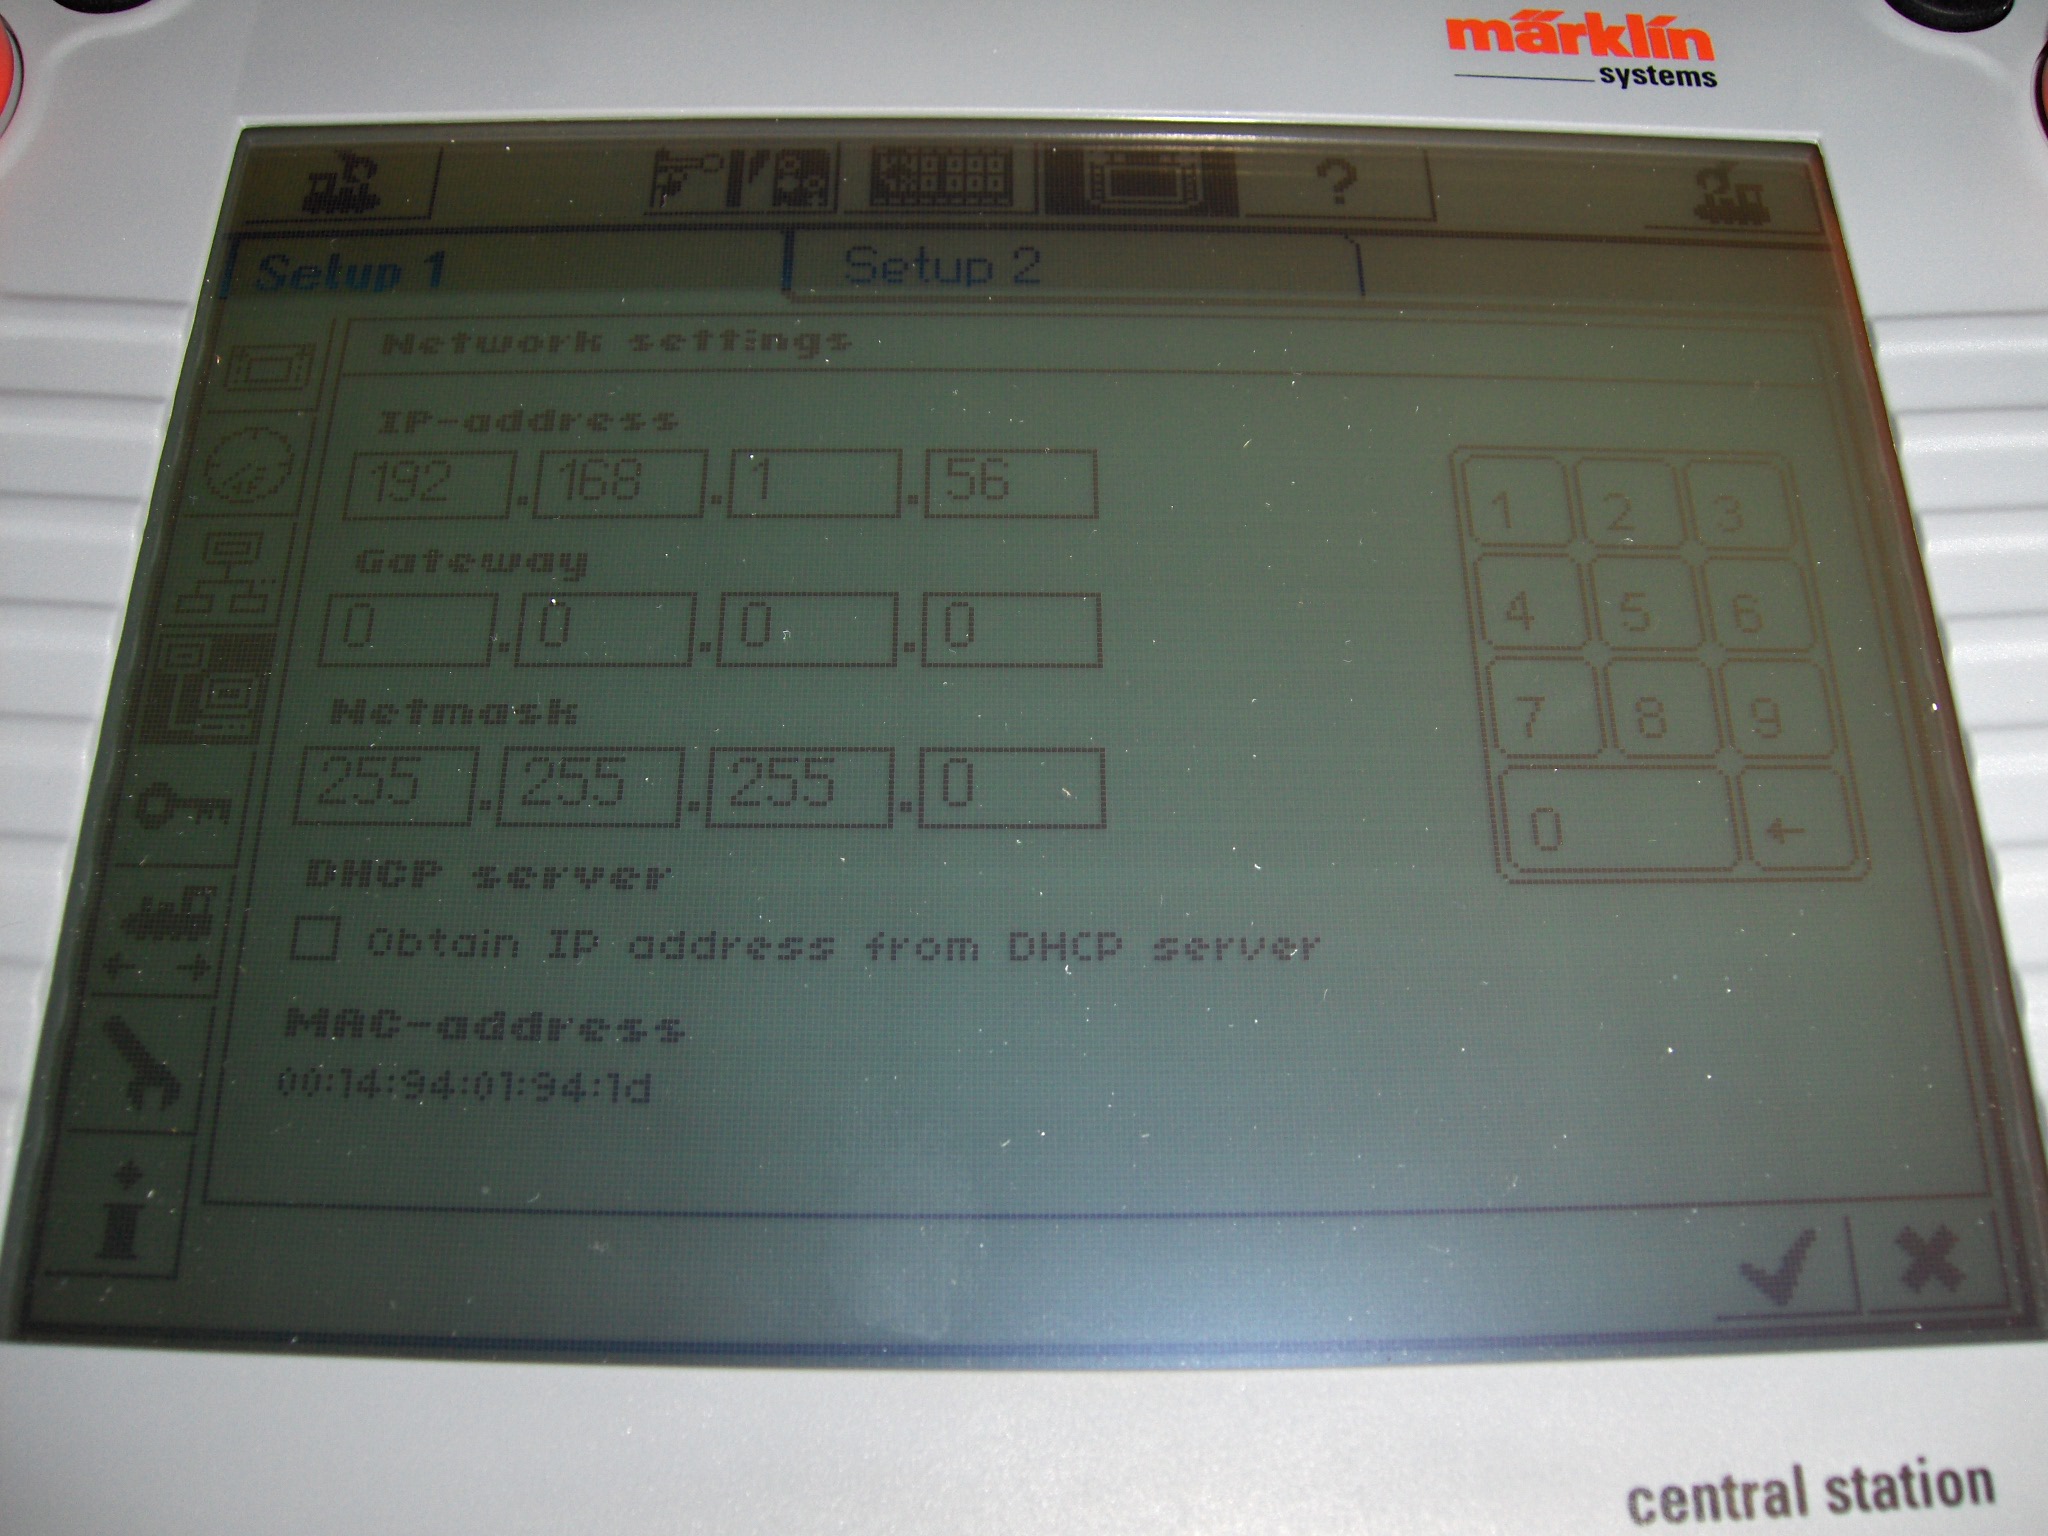 märklin
systems
?
Setup 1 Setup 2
Network settings
IP-address
192 . 168 . 1 . 56
Gateway
0 . 0 . 0 . 0
Netmask
255 . 255 . 255 . 0
DHCP server
Obtain IP address from DHCP server
MAC-address
00:14:94:01:94:1d
1 2 3
4 5 6
7 8 9
0 ←
i
central station